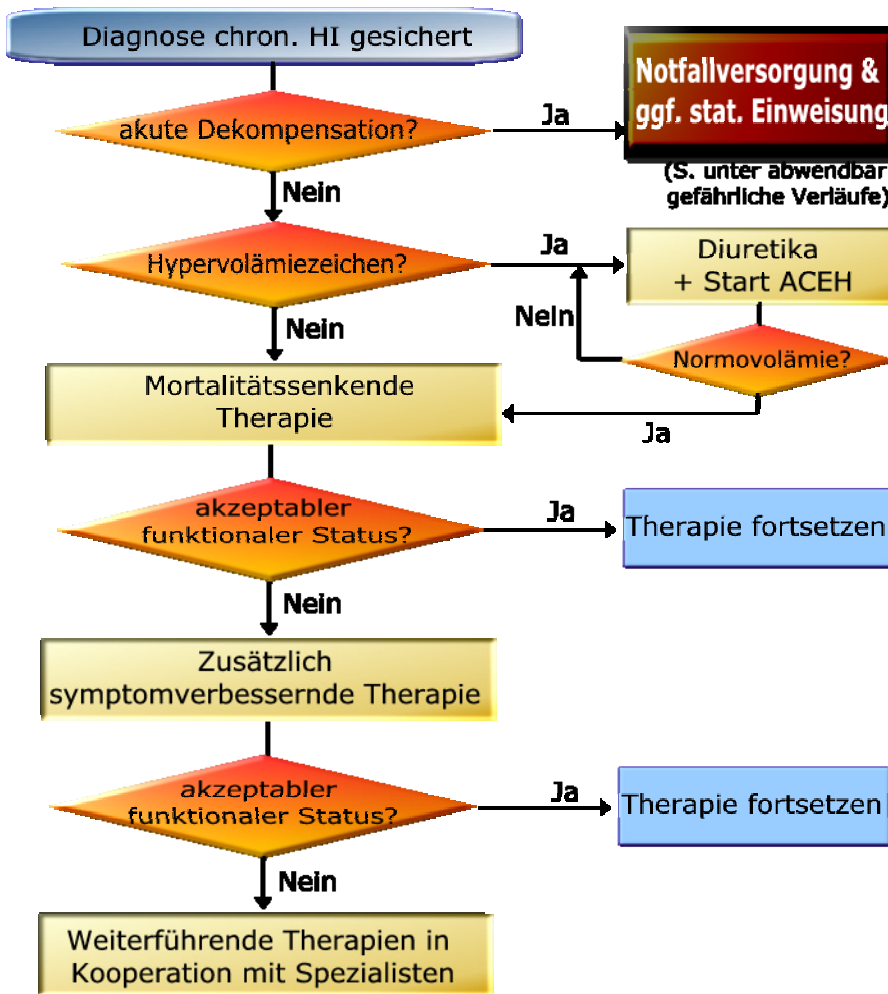 Diagnose chron. HI gesichert
akute Dekompensation?
Ja
Notfallversorgung &
ggf. stat. Einweisung
(S. unter abwendbar
gefährliche Verläufe)
Nein
Hypervolämiezeichen?
Ja
Diuretika
+ Start ACEH
Nein
Normovolämie?
Nein
Ja
Mortalitätssenkende
Therapie
akzeptabler
funktionaler Status?
Ja
Therapie fortsetzen
Nein
Zusätzlich
symptomverbessernde Therapie
akzeptabler
funktionaler Status?
Ja
Therapie fortsetzen
Nein
Weiterführende Therapien in
Kooperation mit Spezialisten